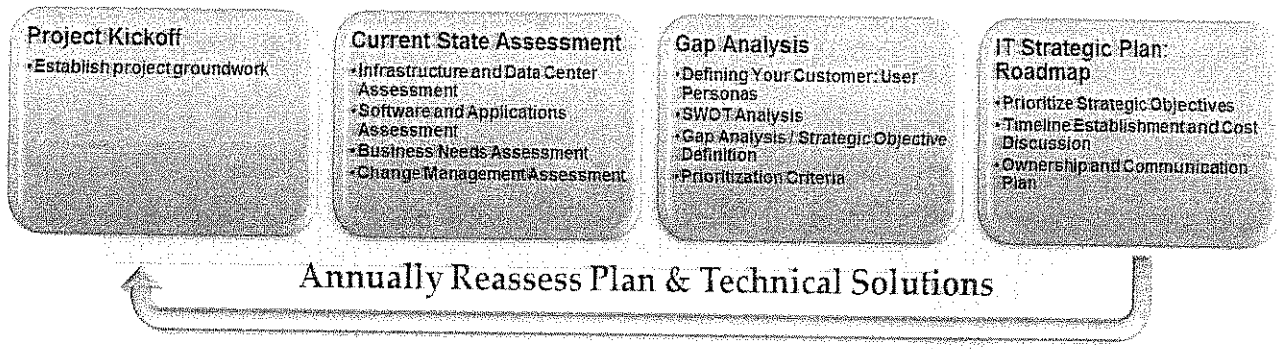 Project Kickoff
•Establish project groundwork
Current State Assessment
•Infrastructure and Data Center
Assessment
•Software and Applications
Assessment
•Business Needs Assessment
•Change Management Assessment
Gap Analysis
•Defining Your Customer: User
Personas
•SWOT Analysis
•Gap Analysis / Strategic Objective
Definition
•Prioritization Criteria
IT Strategic Plan:
Roadmap
•Prioritize Strategic Objectives
•Timeline Establishment and Cost
Discussion
•Ownership and Communication
Plan
Annually Reassess Plan & Technical Solutions